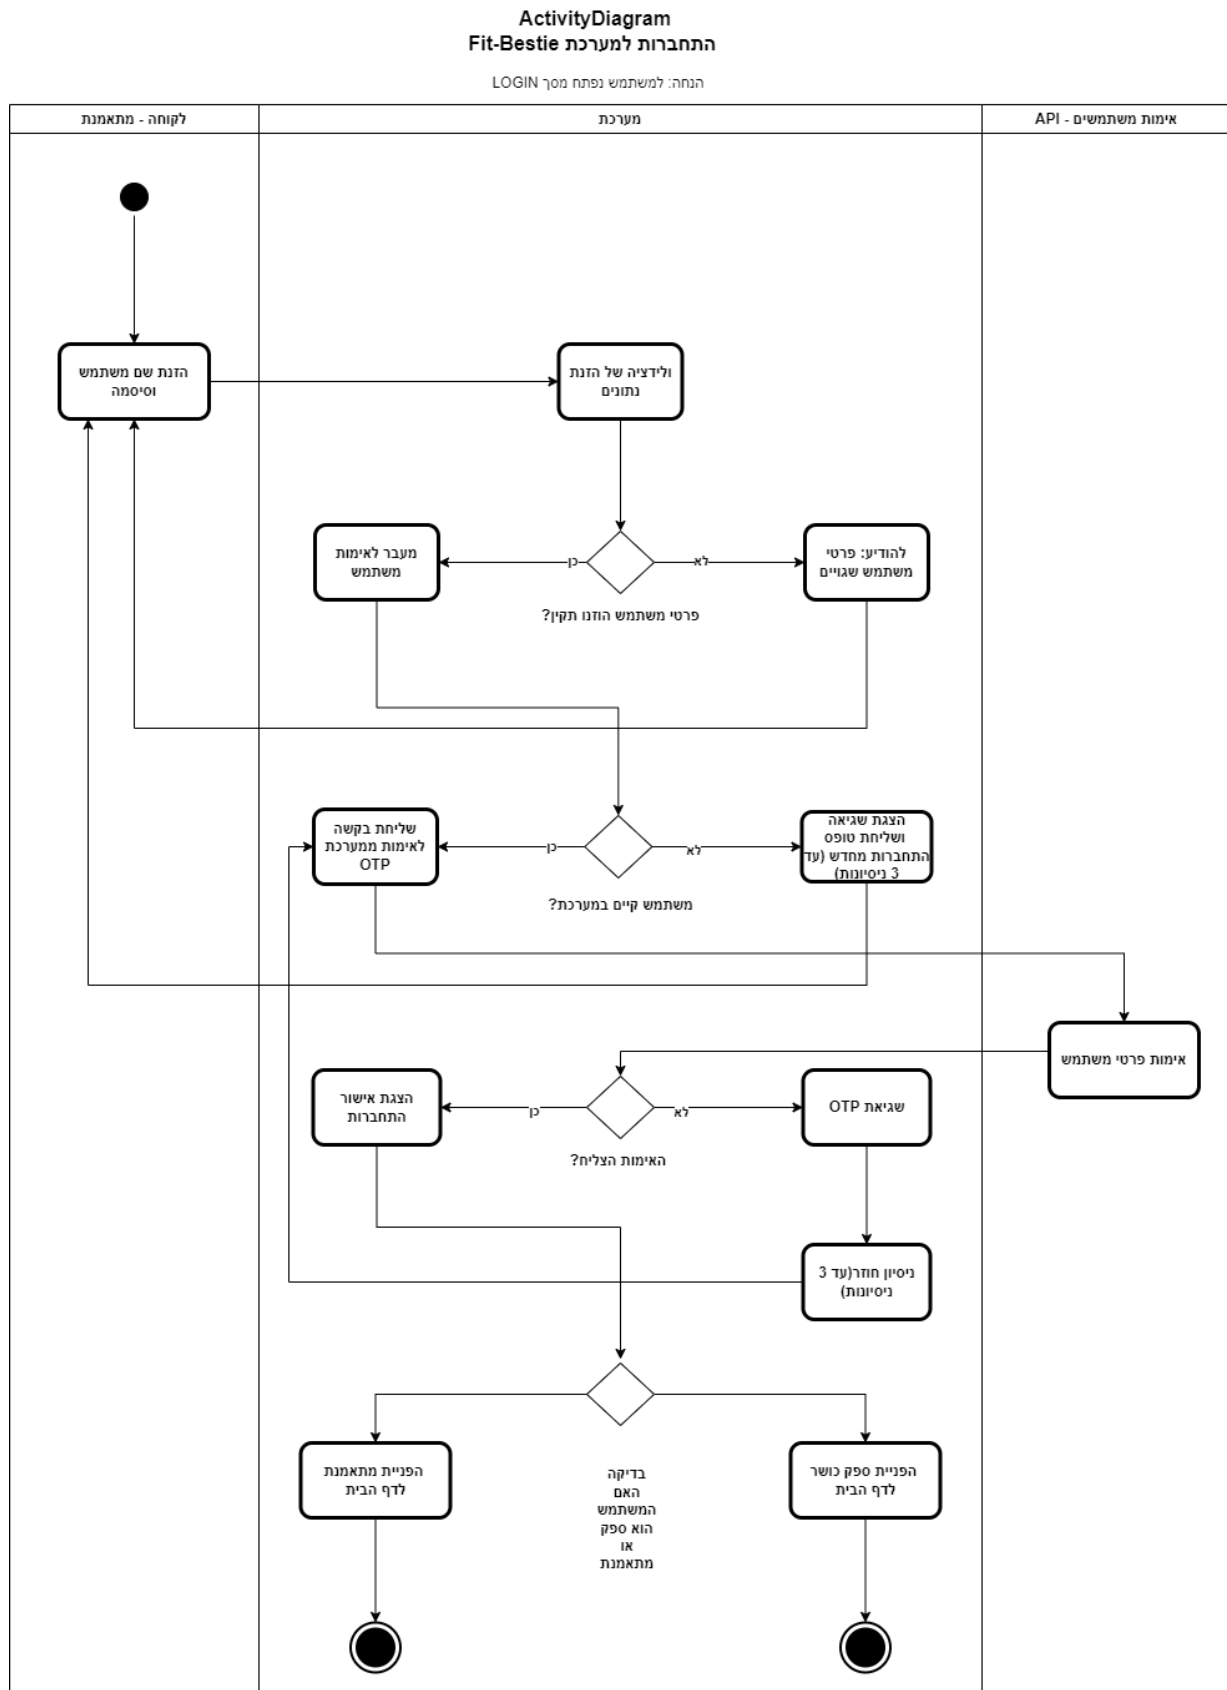 ActivityDiagram
התחברות למערכת Fit-Bestie
הנחה: למשתמש נפתח מסך LOGIN
לקוחה - מתאמנת
מערכת
אימות משתמשים - API
הזנת שם משתמש
וסיסמה
ולידציה של הזנת
נתונים
מעבר לאימות
משתמש
כן
לא
להודיע: פרטי
משתמש שגויים
פרטי משתמש הוזנו תקין?
שליחת בקשה
לאימות ממערכת
OTP
כן
לא
הצגת שגיאה
ושליחת טופס
התחברות מחדש (עד
3 ניסיונות)
משתמש קיים במערכת?
אימות פרטי משתמש
הצגת אישור
התחברות
כן
לא
שגיאת OTP
האימות הצליח?
ניסיון חוזר(עד 3
ניסיונות)
הפניית מתאמנת
לדף הבית
בדיקה
האם
המשתמש
הוא ספק
או
מתאמנת
הפניית ספק כושר
לדף הבית